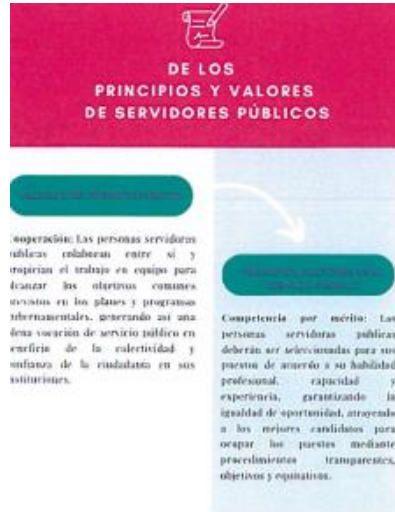 DE LOS
PRINCIPIOS Y VALORES
DE SERVIDORES PÚBLICOS
ooperación: Las personas servidoras
úblicas colaboran entre sí y
ropician el trabajo en equipo para
lcanzar los objetivos comunes
revistos en los planes y programas
ubernamentales, generando así una
lena vocación de servicio público en
eneficio de la colectividad y
onfianza de la ciudadanía en sus
nstituciones.
Competencia por mérito: Las
personas servidoras públicas
deberán ser seleccionadas para sus
puestos de acuerdo a su habilidad
profesional, capacidad y
experiencia, garantizando la
igualdad de oportunidad, atrayendo
a los mejores candidatos para
ocupar los puestos mediante
procedimientos transparentes,
objetivos y equitativos.